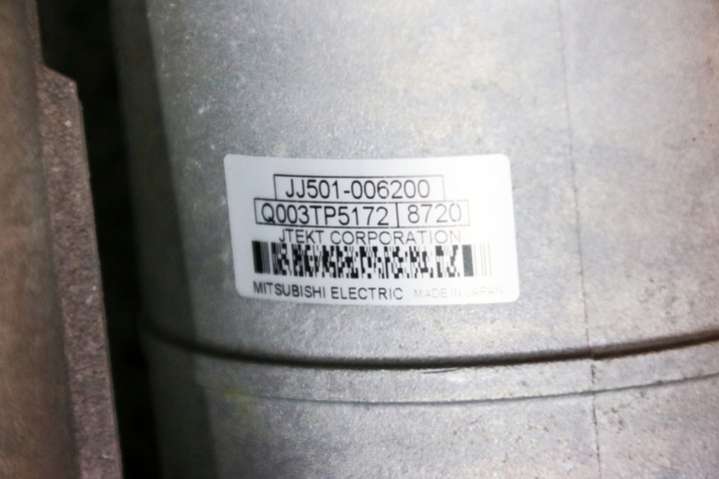 JJ501-006200
Q003TP5172 8720
JTEKT CORPORATION
MITSUBISHI ELECTRIC MADE IN JAPAN